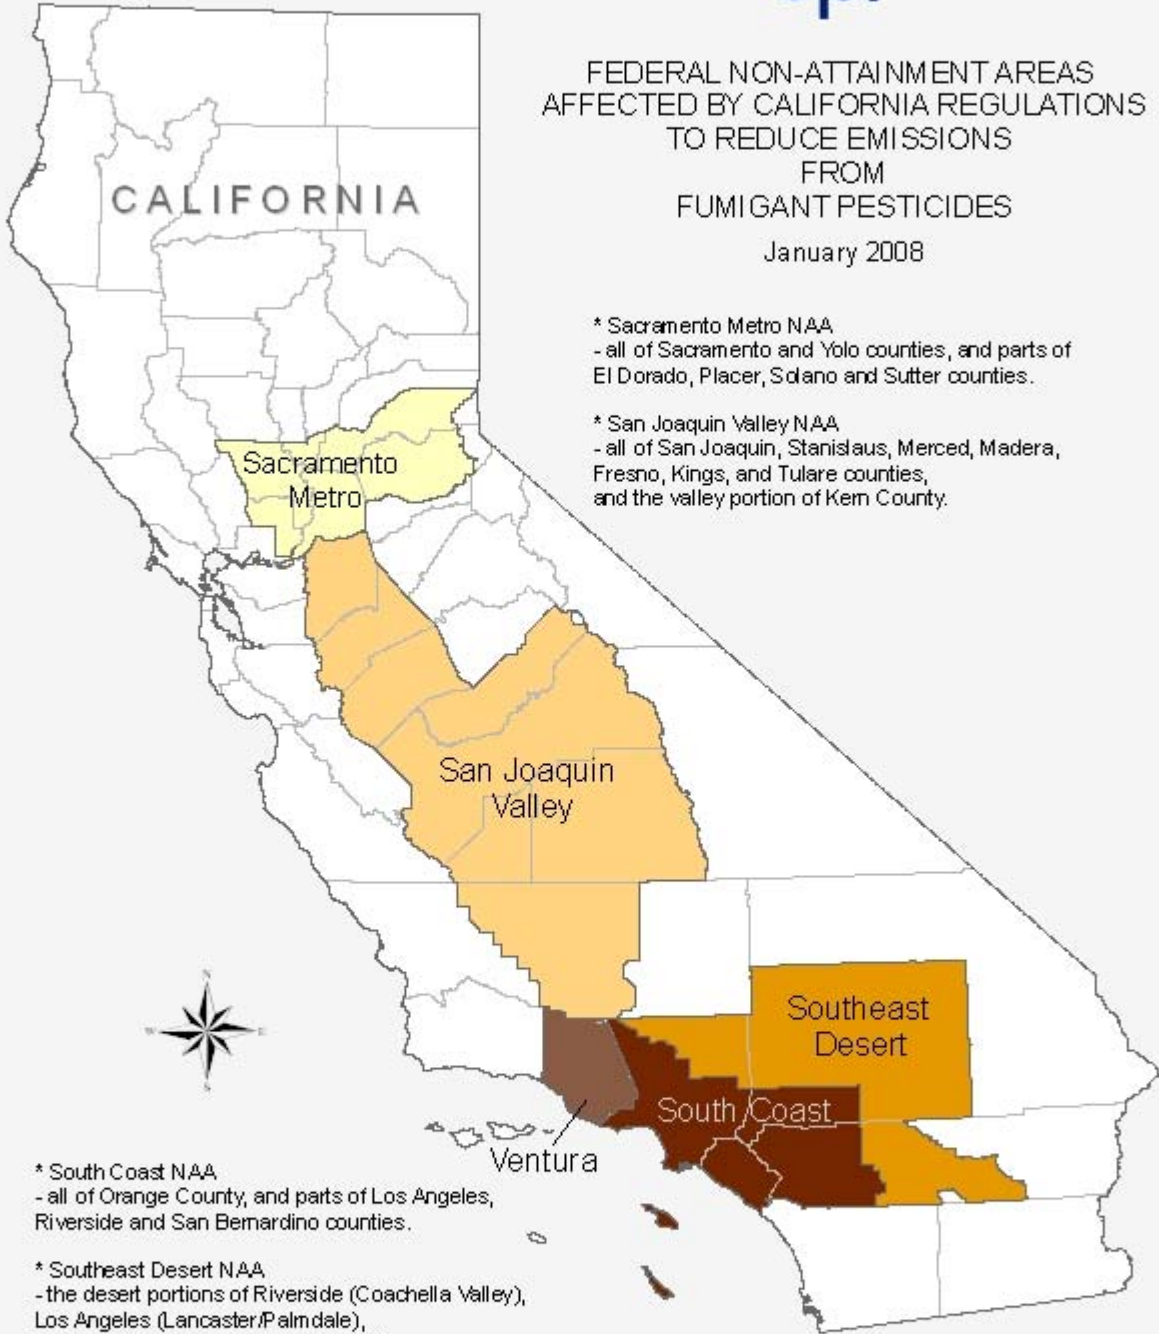 FEDERAL NON-ATTAINMENT AREAS
AFFECTED BY CALIFORNIA REGULATIONS
TO REDUCE EMISSIONS
FROM
FUMIGANT PESTICIDES
January 2008
CALIFORNIA
* Sacramento Metro NAA
- all of Sacramento and Yolo counties, and parts of
El Dorado, Placer, Solano and Sutter counties.
* San Joaquin Valley NAA
- all of San Joaquin, Stanislaus, Merced, Madera,
Fresno, Kings, and Tulare counties,
and the valley portion of Kern County.
Sacramento
Metro
San Joaquin
Valley
Southeast
Desert
South Coast
Ventura
N
W
E
S
* South Coast NAA
- all of Orange County, and parts of Los Angeles,
Riverside and San Bernardino counties.
* Southeast Desert NAA
- the desert portions of Riverside (Coachella Valley),
Los Angeles (Lancaster/Palmdale),